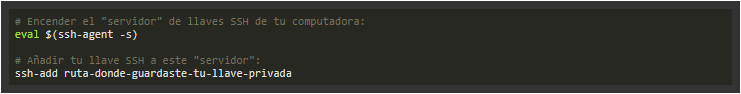 # Encender el "servidor" de llaves SSH de tu computadora:
eval $(ssh-agent -s)
# Añadir tu llave SSH a este "servidor":
ssh-add ruta-donde-guardaste-tu-llave-privada